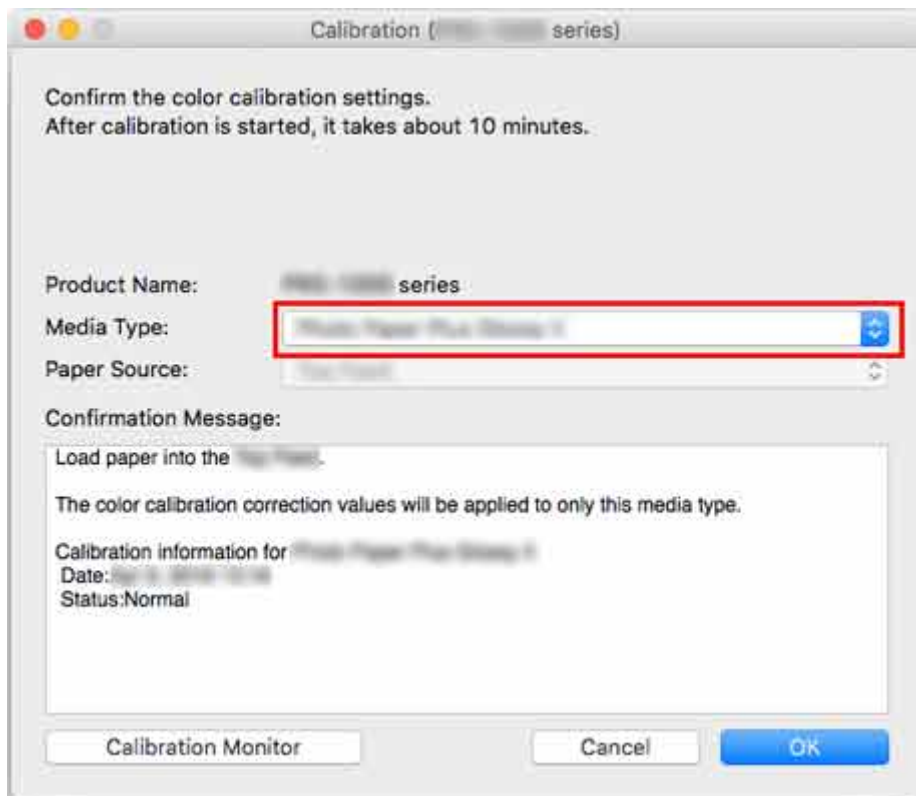 Calibration ( series)
Confirm the color calibration settings.
After calibration is started, it takes about 10 minutes.
Product Name: series
Media Type:
Paper Source:
Confirmation Message:
Load paper into the .
The color calibration correction values will be applied to only this media type.
Calibration information for
Date:
Status:Normal
Calibration Monitor
Cancel
OK